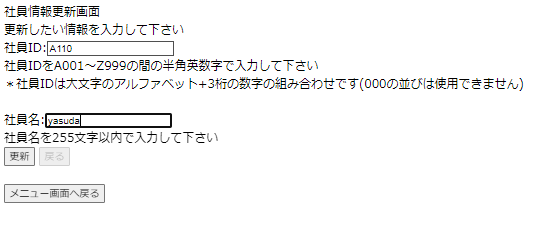 社員情報更新画面
更新したい情報を入力して下さい
社員ID:A110
社員IDをA001～Z999の間の半角英数字で入力して下さい
＊社員IDは大文字のアルファベット+3桁の数字の組み合わせです(000の並びは使用できません)
社員名:yasuda
社員名を255文字以内で入力して下さい
更新 戻る
メニュー画面へ戻る